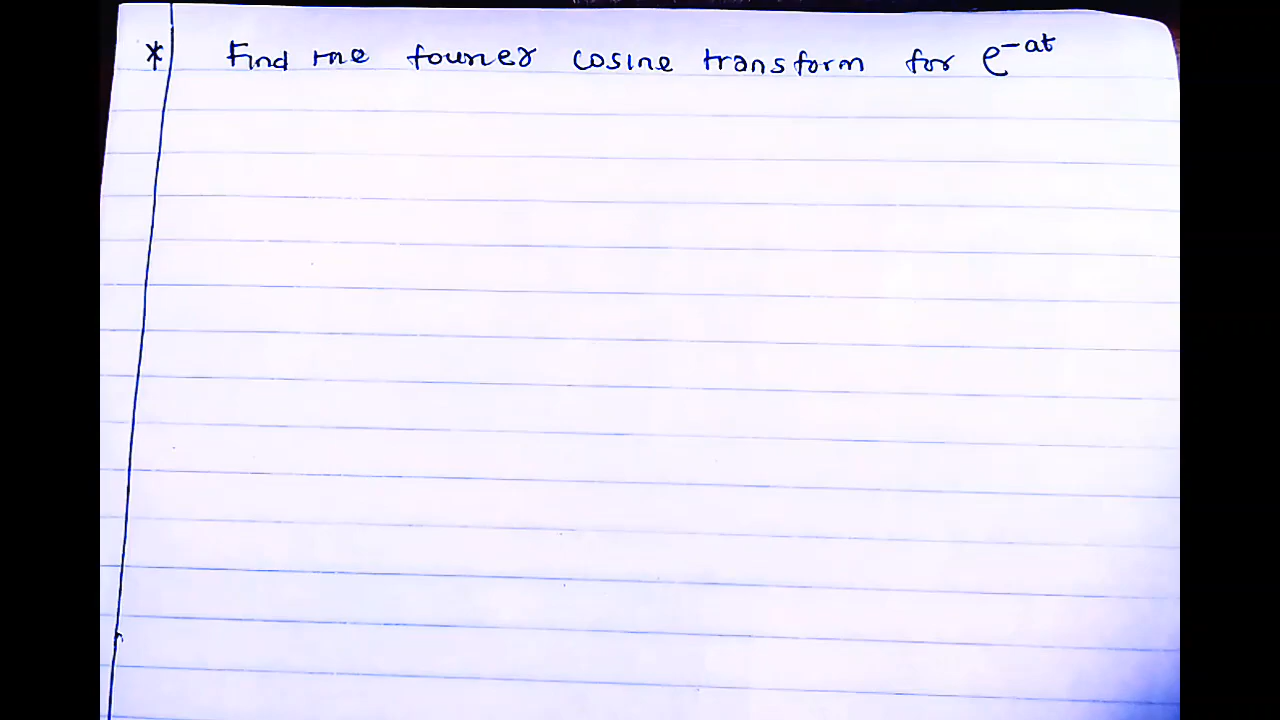 * Find the fourier cosine transform for e^-at